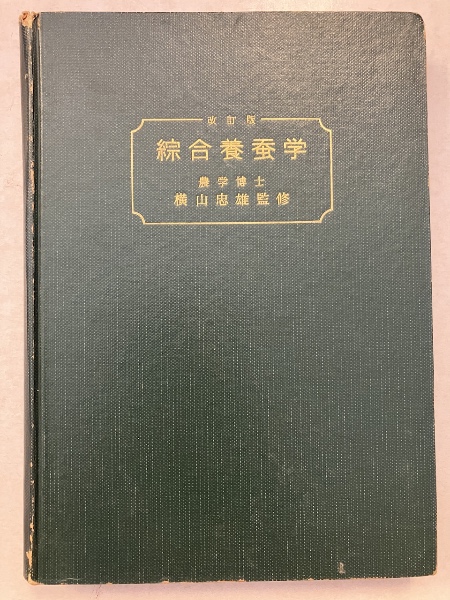 改訂版
綜合養蚕学
農学博士
横山忠雄監修